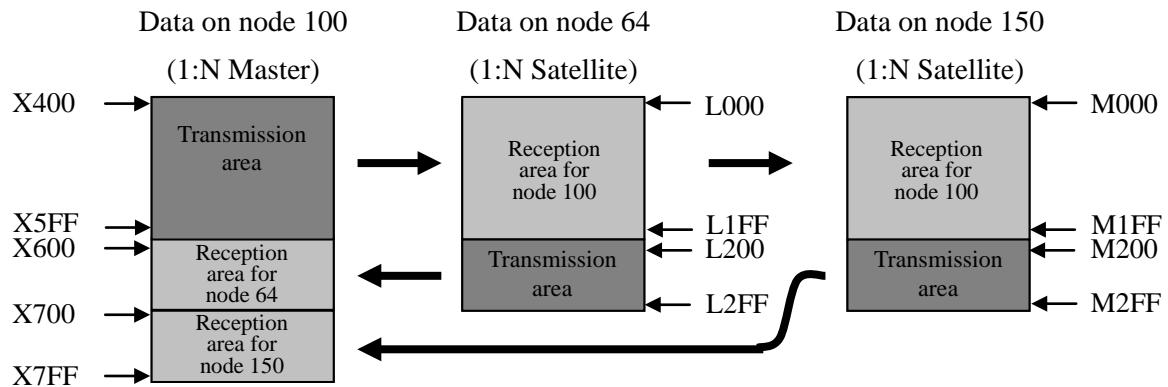 Data on node 100
(1:N Master)
X400
Transmission
area
X5FF
X600
Reception
area for
node 64
X700
Reception
area for
node 150
X7FF
Data on node 64
(1:N Satellite)
L000
Reception
area for
node 100
L1FF
L200
Transmission
area
L2FF
Data on node 150
(1:N Satellite)
M000
Reception
area for
node 100
M1FF
M200
Transmission
area
M2FF